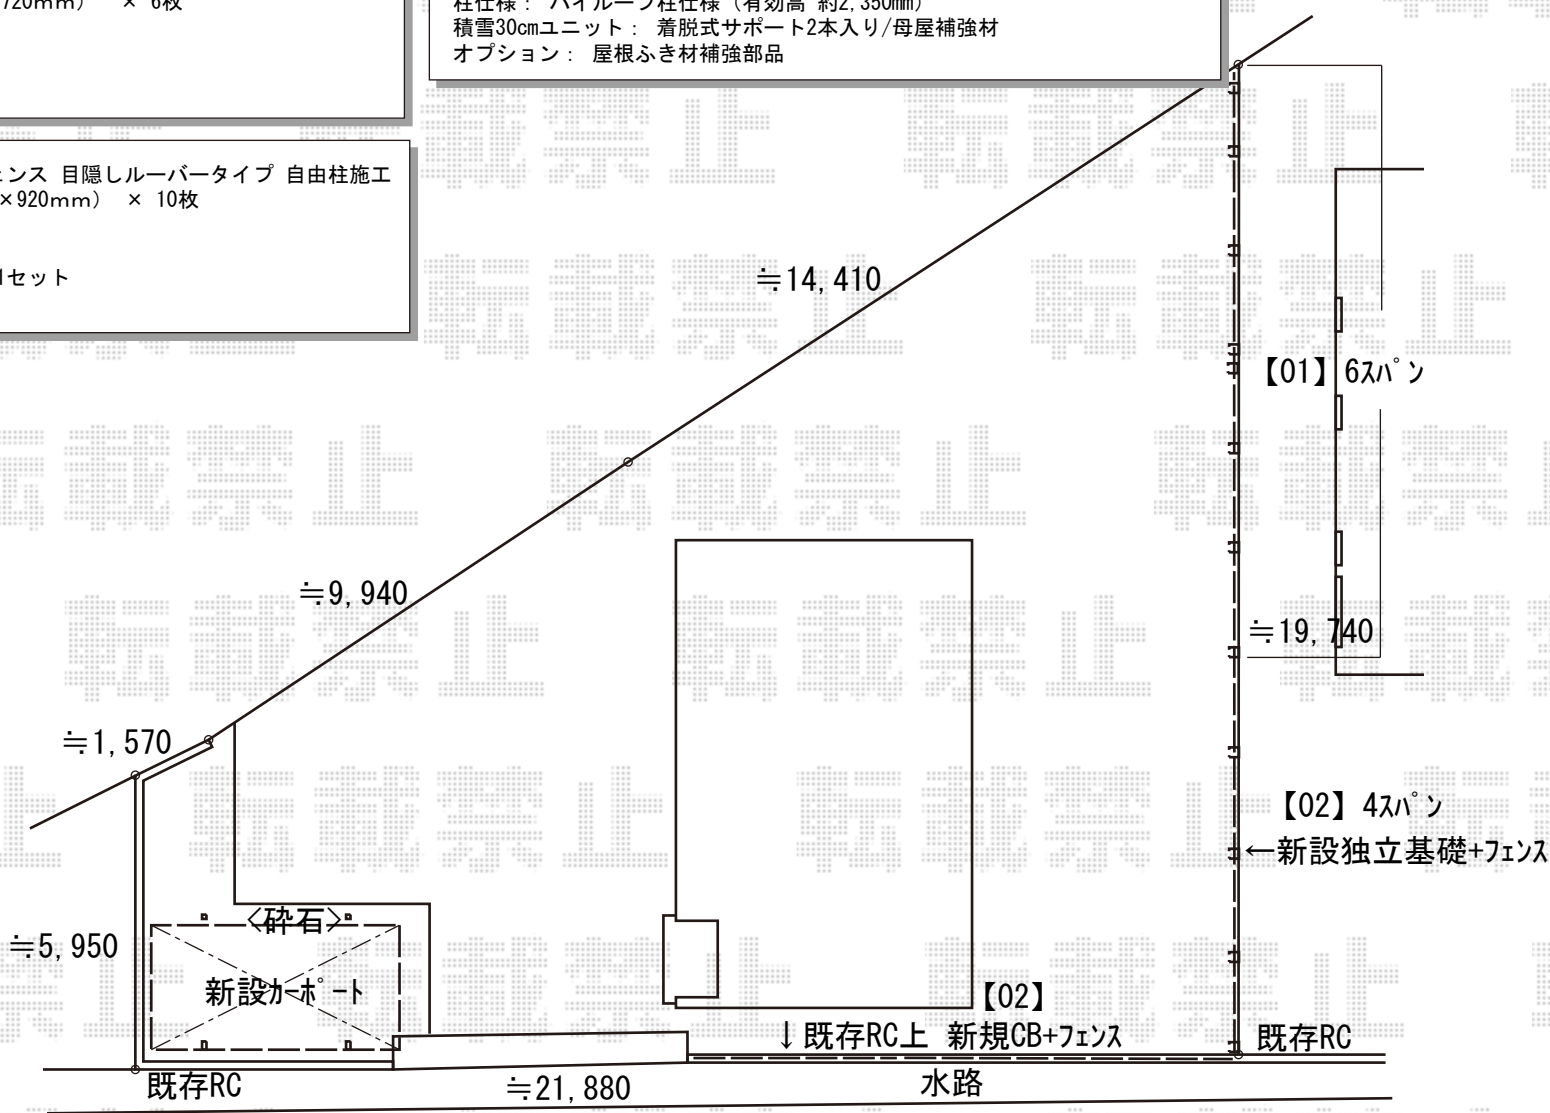 720mm） × 6枚
柱仕様： ハイルーフ柱仕様（有効高 約2,350mm）
積雪30cmユニット： 着脱式サポート2本入り/母屋補強材
オプション： 屋根ふき材補強部品
ェンス 目隠しルーバータイプ 自由柱施工
×920mm） × 10枚
1セット
≒14,410
【01】6ｽﾊﾟﾝ
≒9,940
≒19,740
≒1,570
【02】4ｽﾊﾟﾝ
←新設独立基礎+ﾌｪﾝｽ
〈砕石〉
≒5,950
新設ｶｰﾎﾟｰﾄ
【02】
↓既存RC上 新規CB+ﾌｪﾝｽ
既存RC
既存RC
≒21,880
水路
転載禁止